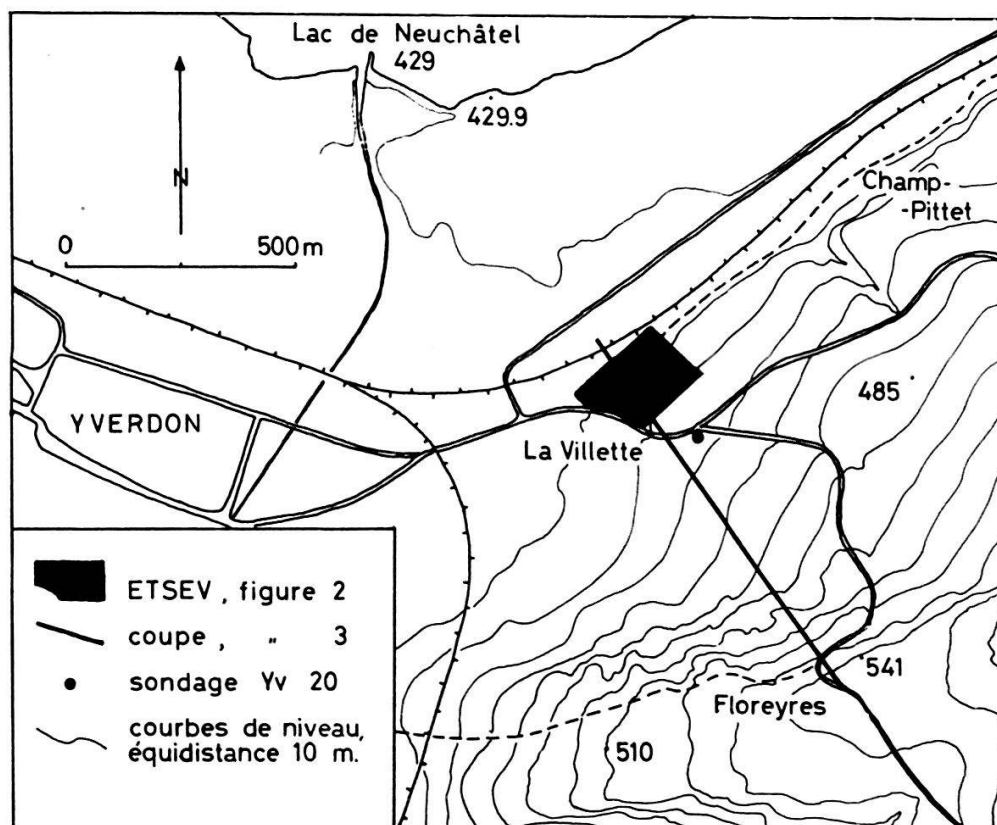 Lac de Neuchâtel
429
429.9
N
0 500 m
Champ-
-Pittet
485
YVERDON
La Villette
541
Floreyres
510
ETSEV, figure 2
coupe, " 3
sondage Yv 20
courbes de niveau,
équidistance 10 m.